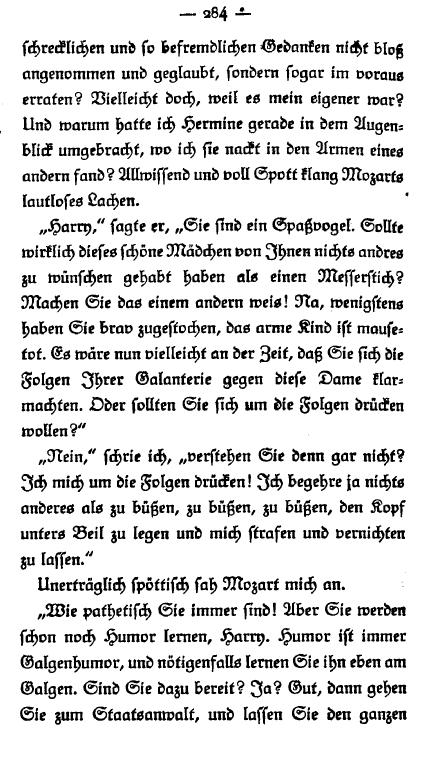 — 284 —
schrecklichen und so befremdlichen Gedanken nicht bloß
angenommen und geglaubt, sondern sogar im voraus
erraten? Vielleicht doch, weil es mein eigener war?
Und warum hatte ich Hermine gerade in dem Augen-
blick umgebracht, wo ich sie nackt in den Armen eines
andern fand? Allwissend und voll Spott klang Mozarts
lautloses Lachen.
„Harry,“ sagte er, „Sie sind ein Spaßvogel. Sollte
wirklich dieses schöne Mädchen von Ihnen nichts andres
zu wünschen gehabt haben als einen Messerstich?
Machen Sie das einem andern weis! Na, wenigstens
haben Sie brav zugestochen, das arme Kind ist mause-
tot. Es wäre nun vielleicht an der Zeit, daß Sie sich die
Folgen Ihrer Galanterie gegen diese Dame klar-
machten. Oder sollten Sie sich um die Folgen drücken
wollen?“
„Nein,“ schrie ich, „verstehen Sie denn gar nicht?
Ich mich um die Folgen drücken! Ich begehre ja nichts
anderes als zu büßen, zu büßen, zu büßen, den Kopf
unters Beil zu legen und mich strafen und vernichten
zu lassen.“
Unerträglich spöttisch sah Mozart mich an.
„Wie pathetisch Sie immer sind! Aber Sie werden
schon noch Humor lernen, Harry. Humor ist immer
Galgenhumor, und nötigenfalls lernen Sie ihn eben am
Galgen. Sind Sie dazu bereit? Ja? Gut, dann gehen
Sie zum Staatsanwalt, und lassen Sie den ganzen